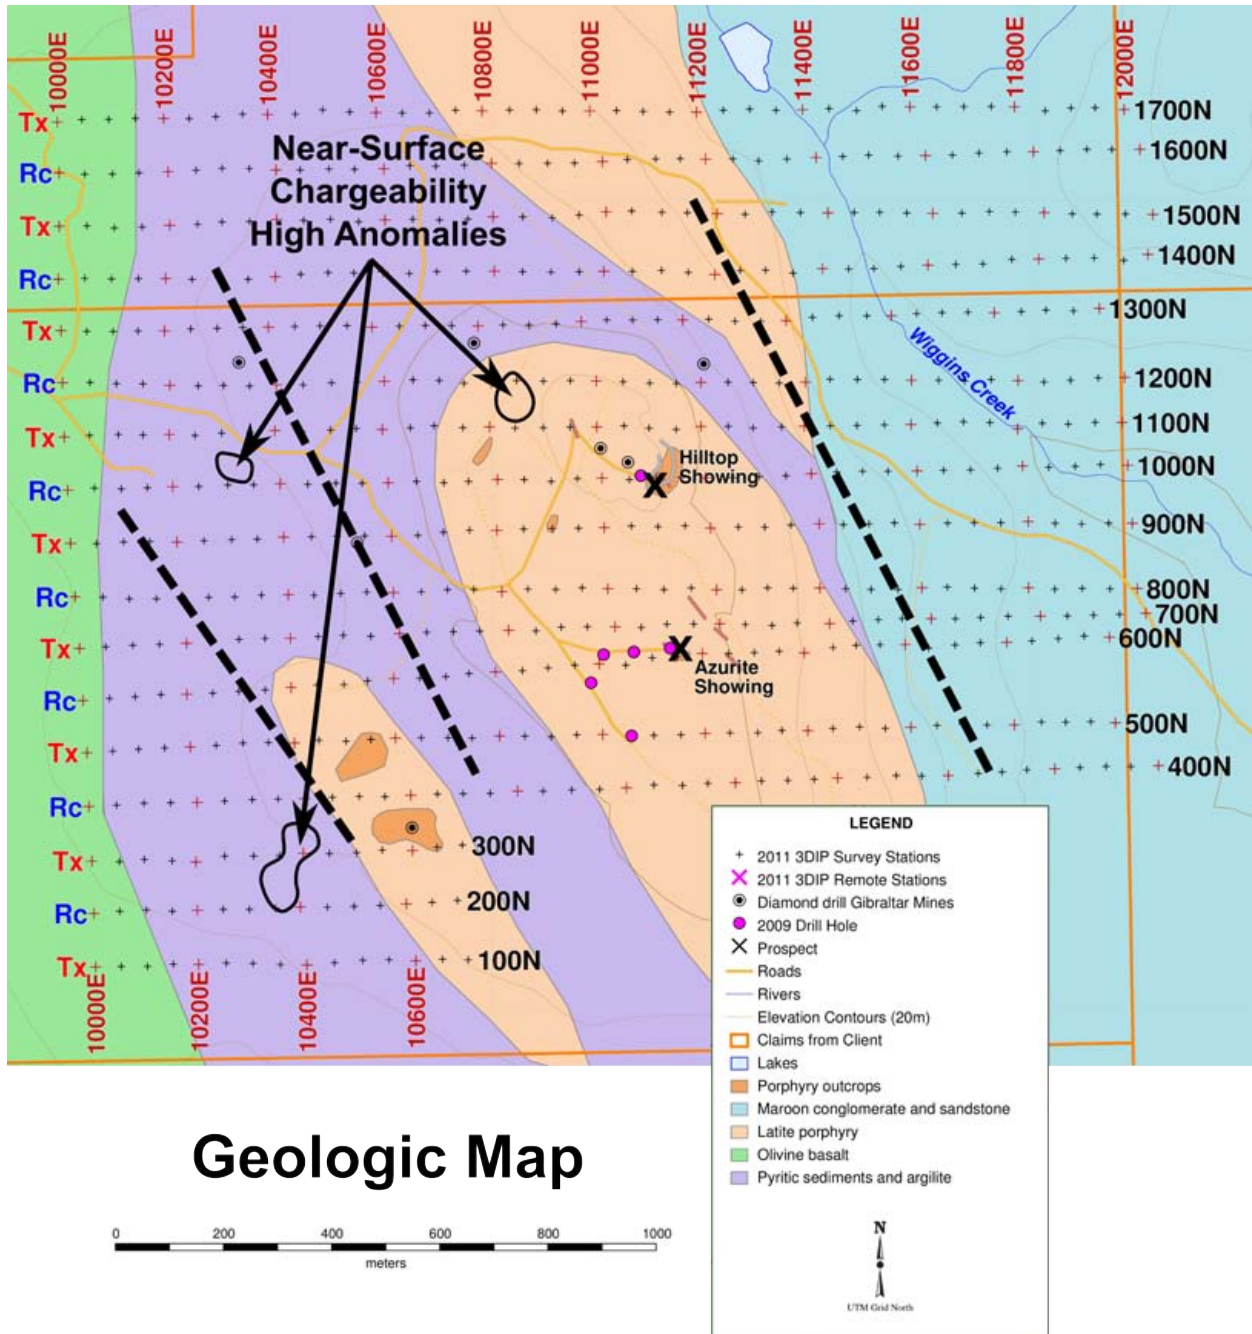 10000E
10200E
10400E
10600E
10800E
11000E
11200E
11400E
11600E
11800E
12000E
Tx
1700N
Near-Surface
Chargeability
High Anomalies
1600N
Rc
1500N
Tx
1400N
Rc
1300N
Tx
Wiggins Creek
1200N
Rc
1100N
Tx
Hilltop
Showing
1000N
Rc
900N
Tx
800N
Rc
700N
600N
Tx
Azurite
Showing
Rc
500N
Tx
400N
Rc
300N
Tx
200N
Rc
100N
Tx
10000E
10200E
10400E
10600E
LEGEND
2011 3DIP Survey Stations
2011 3DIP Remote Stations
Diamond drill Gibraltar Mines
2009 Drill Hole
Prospect
Roads
Rivers
Elevation Contours (20m)
Claims from Client
Lakes
Porphyry outcrops
Maroon conglomerate and sandstone
Latite porphyry
Olivine basalt
Pyritic sediments and argilite
Geologic Map
0 200 400 600 800 1000
meters
N
UTM Grid North